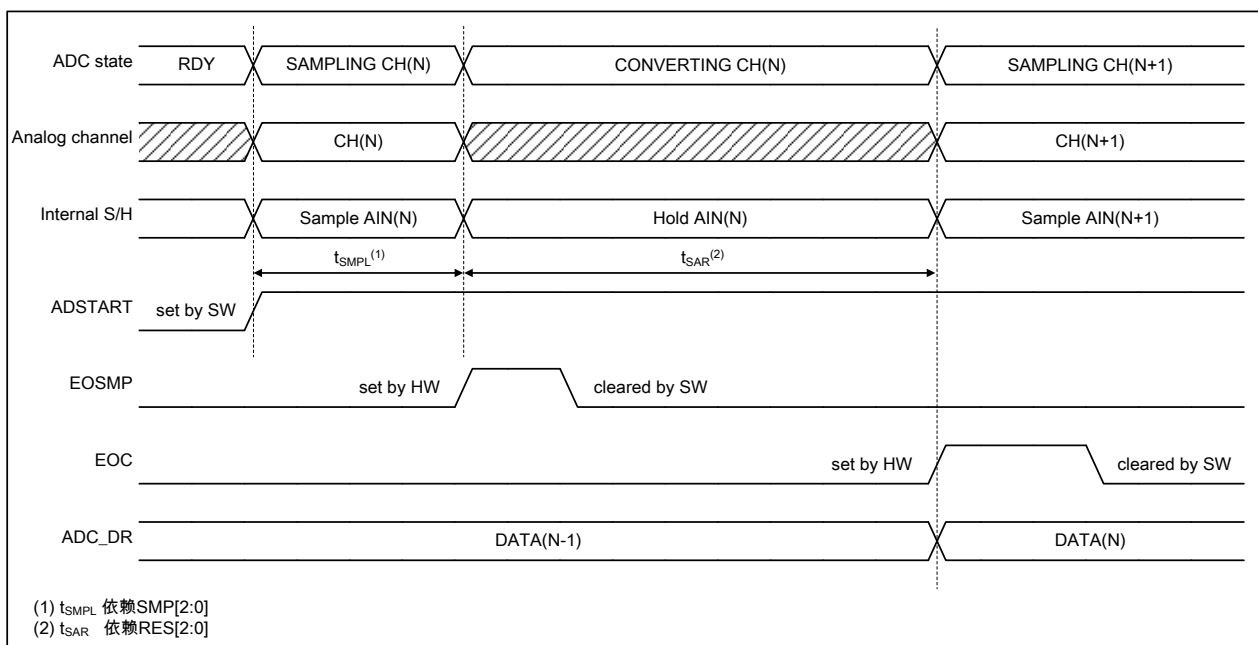 ADC state RDY SAMPLING CH(N) CONVERTING CH(N) SAMPLING CH(N+1)
Analog channel CH(N) CH(N+1)
Internal S/H Sample AIN(N) Hold AIN(N) Sample AIN(N+1)
tSMPL(1) tSAR(2)
ADSTART set by SW
EOSMP set by HW cleared by SW
EOC set by HW cleared by SW
ADC_DR DATA(N-1) DATA(N)
(1) tSMPL 依赖SMP[2:0]
(2) tSAR 依赖RES[2:0]